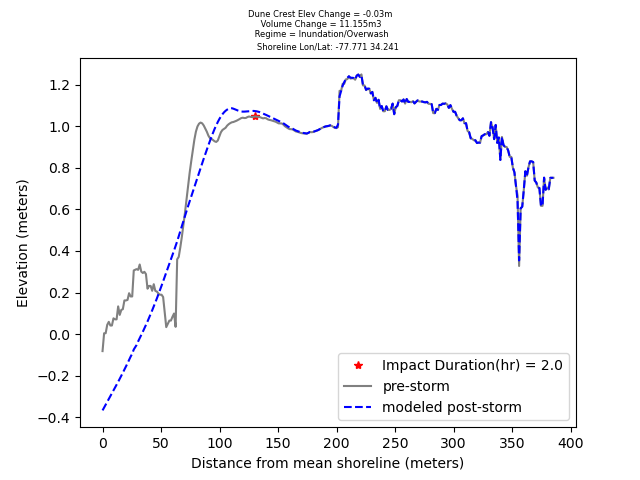 Dune Crest Elev Change = -0.03m
Volume Change = 11.155m3
Regime = Inundation/Overwash
Shoreline Lon/Lat: -77.771 34.241
1.2
1.0
0.8
0.6
0.4
0.2
0.0
−0.2
−0.4
Elevation (meters)
Impact Duration(hr) = 2.0
pre-storm
modeled post-storm
0 50 100 150 200 250 300 350 400
Distance from mean shoreline (meters)